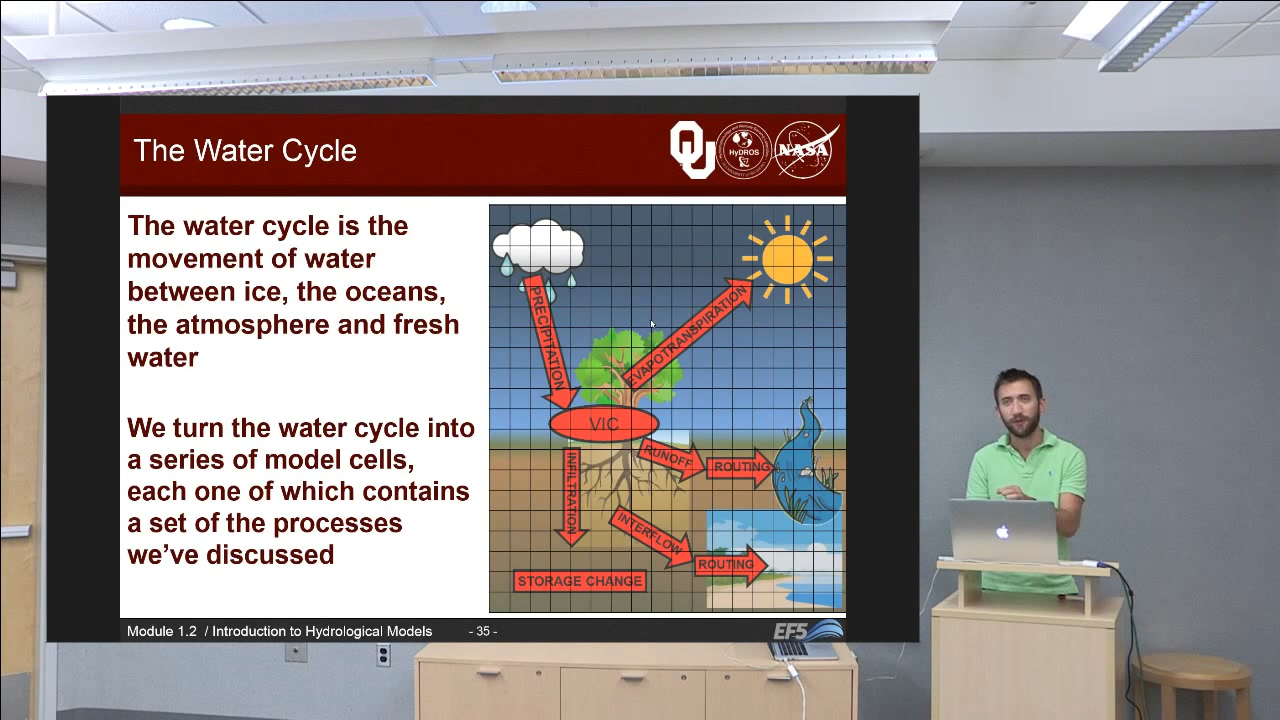 The Water Cycle
OU
HyDROS
NASA
The water cycle is the
movement of water
between ice, the oceans,
the atmosphere and fresh
water
We turn the water cycle into
a series of model cells,
each one of which contains
a set of the processes
we've discussed
PRECIPITATION
EVAPOTRANSPIRATION
VIC
RUNOFF
ROUTING
INFILTRATION
INTERFLOW
ROUTING
STORAGE CHANGE
Module 1.2 / Introduction to Hydrological Models
- 35 -
EF5